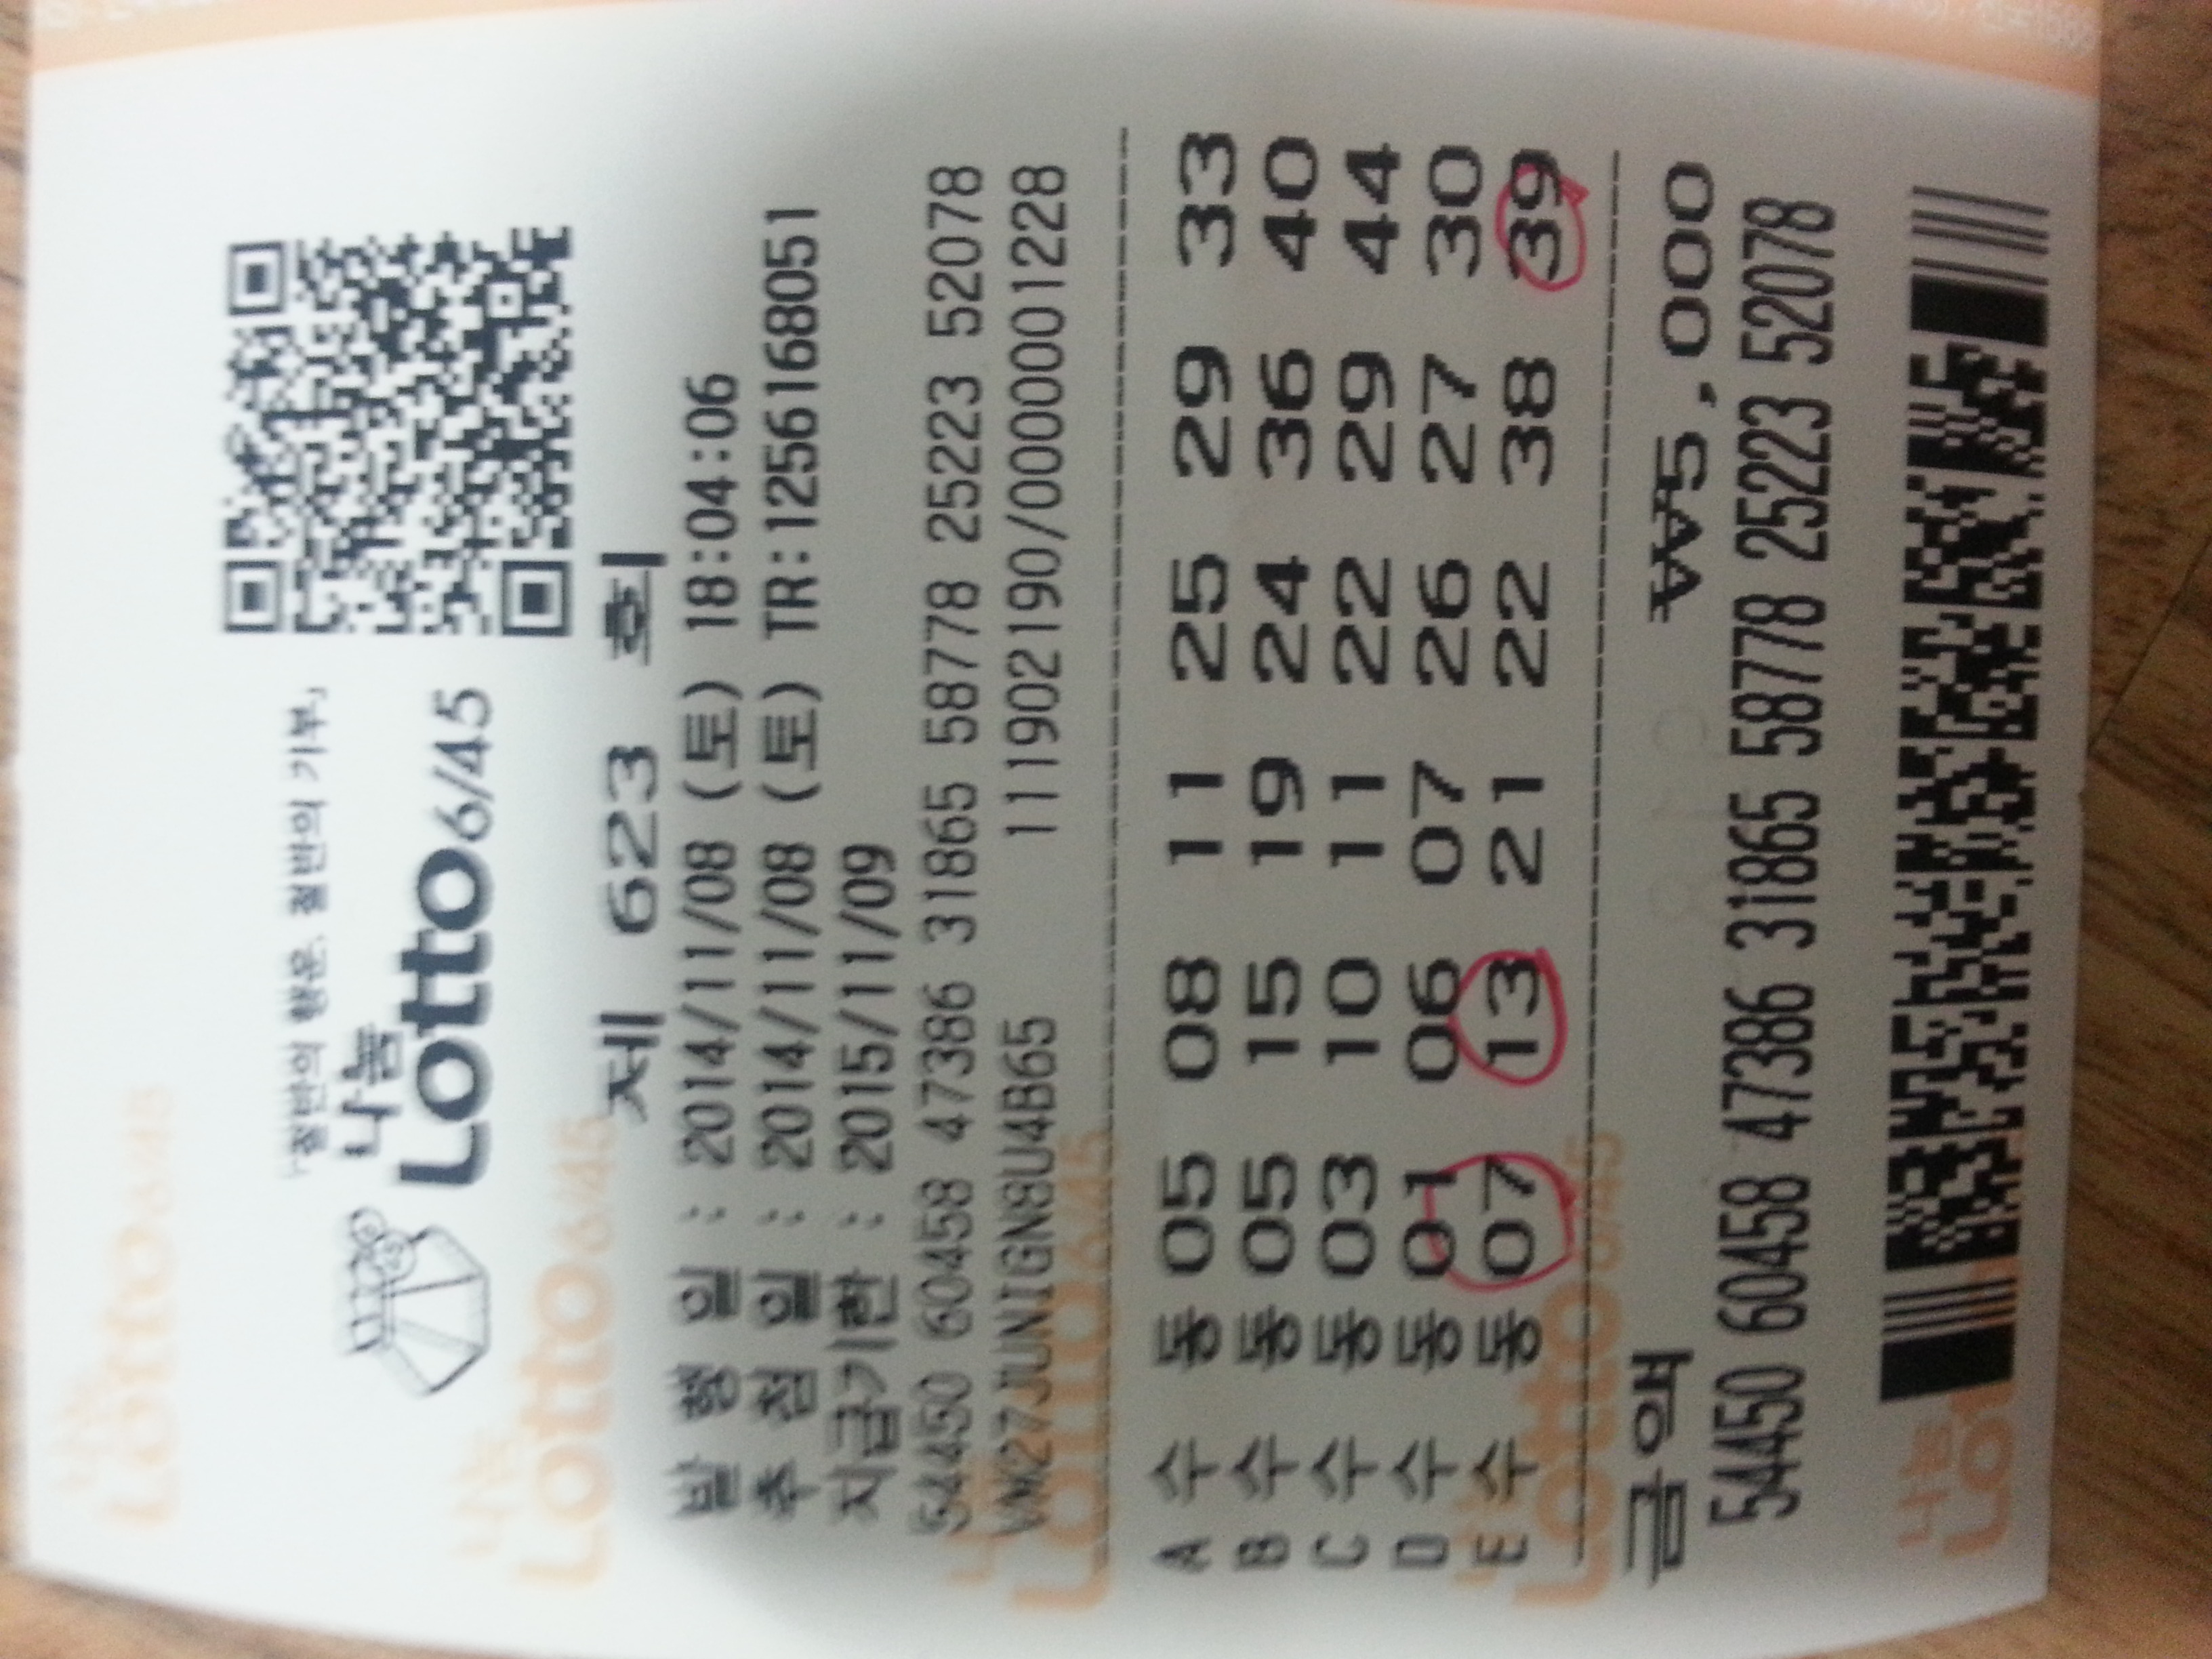 「절반의 행운, 절반의 기부」
나눔
Lotto6/45
제 623 회
발 행 일 : 2014/11/08 (토) 18:04:06
추 첨 일 : 2014/11/08 (토) TR:1256168051
지급기한 : 2015/11/09
54450 60458 47386 31865 58778 25223 52078
11190219​0/0000001228
A 수 동 05 08 11 25 29 33
B 수 동 05 15 19 24 36 40
C 수 동 03 10 11 22 29 44
D 수 동 01 06 07 26 27 30
E 수 동 07 13 21 22 38 39
금액 ₩5,000
54450 60458 47386 31865 58778 25223 52078
나눔
Lotto6/45